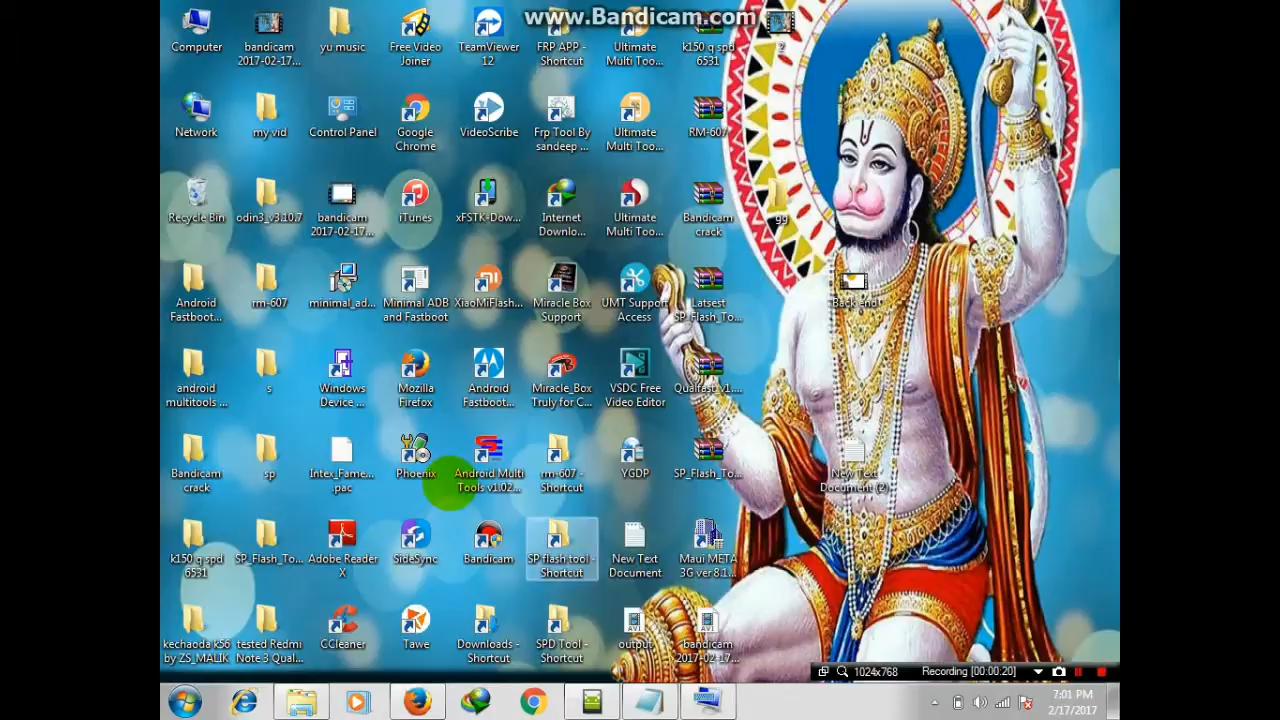 www.Bandicam.com
Computer
bandicam
2017-02-17...
yu music
Free Video
Joiner
TeamViewer
12
FRP APP -
Shortcut
Ultimate
Multi Too...
k150 q spd
6531
2
Network
my vid
Control Panel
Google
Chrome
VideoScribe
Frp Tool By
sandeep ...
Ultimate
Multi Too...
RM-607
Recycle Bin
odin3_v3.10.7
bandicam
2017-02-17...
iTunes
xFSTK-Dow...
Internet
Downlo...
Ultimate
Multi Too...
Bandicam
crack
gg
Android
Fastboot...
rm-607
minimal_ad...
Minimal ADB
and Fastboot
XiaoMiFlash...
Miracle Box
Support
UMT Support
Access
Latsest
SP_Flash_To...
Back end
android
multitools ...
s
Windows
Device ...
Mozilla
Firefox
Android
Fastboot...
Miracle_Box
Truly for C...
VSDC Free
Video Editor
Qualfast_v1....
Bandicam
crack
sp
Intex_Fame...
.pac
Phoenix
Android Multi
Tools v1.02...
rm-607 -
Shortcut
YGDP
SP_Flash_To...
New Text
Document (2)
k150 q spd
6531
SP_Flash_To...
Adobe Reader
X
SideSync
Bandicam
SP flash tool -
Shortcut
New Text
Document
Maui META
3G ver 8.1...
kechaoda k56
by ZS_MALIK
tested Redmi
Note 3 Qual...
CCleaner
Tawe
Downloads -
Shortcut
SPD Tool -
Shortcut
output
AVI
bandicam
2017-02-17...
AVI
1024x768
Recording [00:00:20]
7:01 PM
2/17/2017